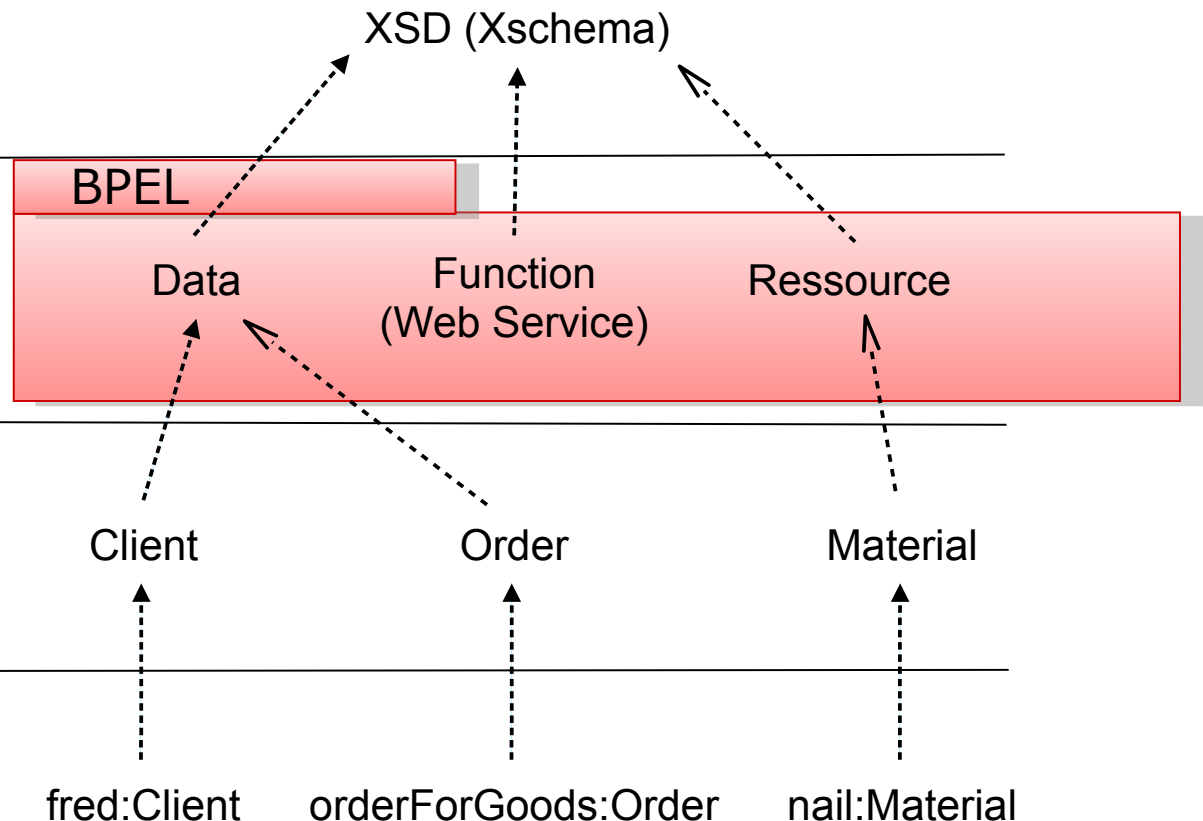 XSD (Xschema)
BPEL
Data
Function
(Web Service)
Ressource
Client
Order
Material
fred:Client
orderForGoods:Order
nail:Material